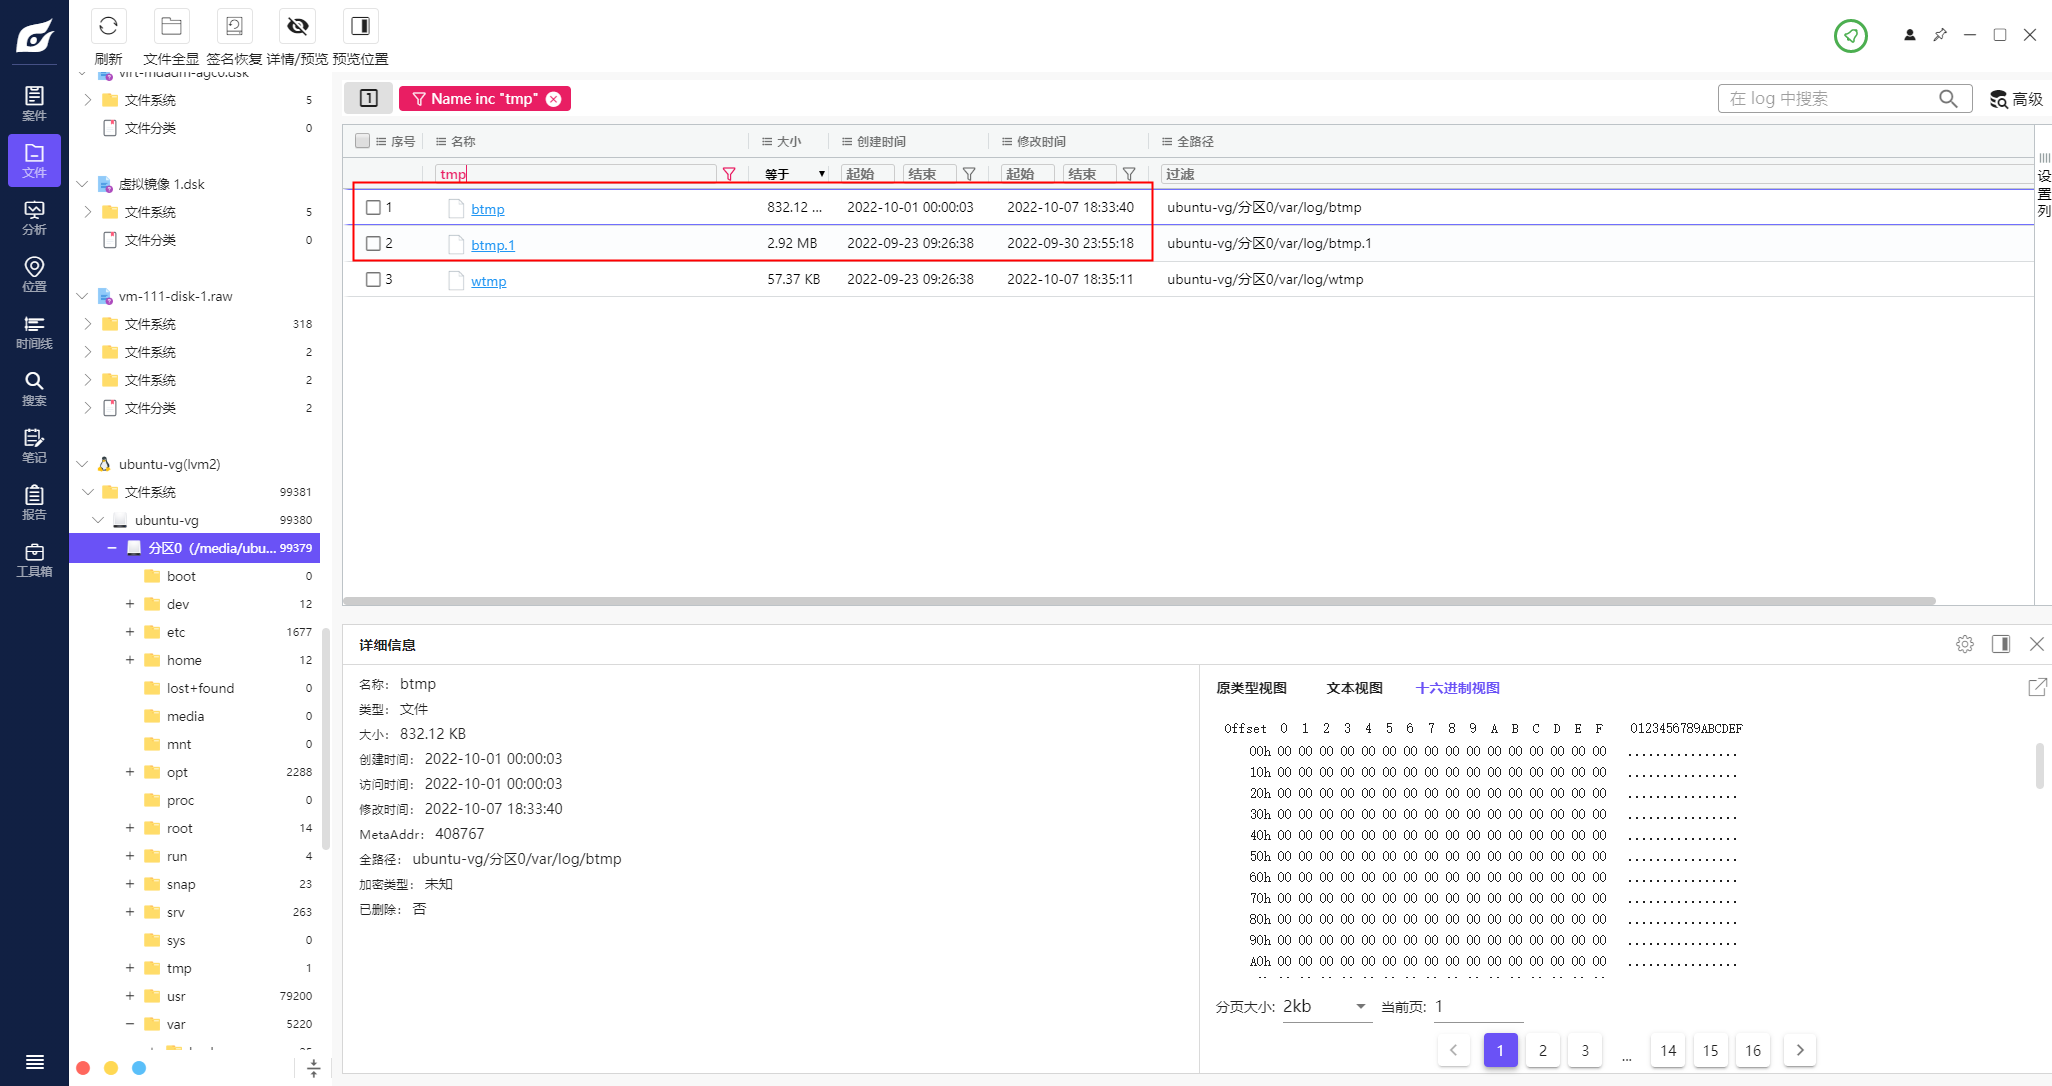 刷新
文件全显
签名恢复
详情/预览
预览位置
案件
文件
分析
位置
时间线
搜索
笔记
报告
工具箱
virt-mdadm-agc0.dsk
文件系统 5
文件分类 0
虚拟镜像 1.dsk
文件系统 5
文件分类 0
vm-111-disk-1.raw
文件系统 318
文件系统 2
文件系统 2
文件分类 2
ubuntu-vg(lvm2)
文件系统 99381
ubuntu-vg 99380
分区0（/media/ubu... 99379
boot 0
dev 12
etc 1677
home 12
lost+found 0
media 0
mnt 0
opt 2288
proc 0
root 14
run 4
snap 23
srv 263
sys 0
tmp 1
usr 79200
var 5220
1 Name inc "tmp"
在 log 中搜索
高级
序号 名称 大小 创建时间 修改时间 全路径
tmp 等于 起始 结束 起始 结束 过滤
1 btmp 832.12 ... 2022-10-01 00:00:03 2022-10-07 18:33:40 ubuntu-vg/分区0/var/log/btmp
2 btmp.1 2.92 MB 2022-09-23 09:26:38 2022-09-30 23:55:18 ubuntu-vg/分区0/var/log/btmp.1
3 wtmp 57.37 KB 2022-09-23 09:26:38 2022-10-07 18:35:11 ubuntu-vg/分区0/var/log/wtmp
设置列
详细信息
名称: btmp
类型: 文件
大小: 832.12 KB
创建时间: 2022-10-01 00:00:03
访问时间: 2022-10-01 00:00:03
修改时间: 2022-10-07 18:33:40
MetaAddr: 408767
全路径: ubuntu-vg/分区0/var/log/btmp
加密类型: 未知
已删除: 否
原类型视图 文本视图 十六进制视图
Offset 0 1 2 3 4 5 6 7 8 9 A B C D E F 0123456789ABCDEF
00h 00 00 00 00 00 00 00 00 00 00 00 00 00 00 00 00 ................
10h 00 00 00 00 00 00 00 00 00 00 00 00 00 00 00 00 ................
20h 00 00 00 00 00 00 00 00 00 00 00 00 00 00 00 00 ................
30h 00 00 00 00 00 00 00 00 00 00 00 00 00 00 00 00 ................
40h 00 00 00 00 00 00 00 00 00 00 00 00 00 00 00 00 ................
50h 00 00 00 00 00 00 00 00 00 00 00 00 00 00 00 00 ................
60h 00 00 00 00 00 00 00 00 00 00 00 00 00 00 00 00 ................
70h 00 00 00 00 00 00 00 00 00 00 00 00 00 00 00 00 ................
80h 00 00 00 00 00 00 00 00 00 00 00 00 00 00 00 00 ................
90h 00 00 00 00 00 00 00 00 00 00 00 00 00 00 00 00 ................
A0h 00 00 00 00 00 00 00 00 00 00 00 00 00 00 00 00 ................
分页大小: 2kb 当前页: 1
1 2 3 ... 14 15 16